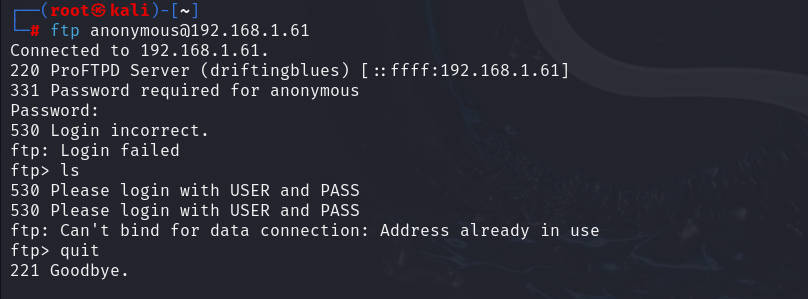 ┌──(root㉿kali)-[~]
└─# ftp anonymous@192.168.1.61
Connected to 192.168.1.61.
220 ProFTPD Server (driftingblues) [::ffff:192.168.1.61]
331 Password required for anonymous
Password:
530 Login incorrect.
ftp: Login failed
ftp> ls
530 Please login with USER and PASS
530 Please login with USER and PASS
ftp: Can't bind for data connection: Address already in use
ftp> quit
221 Goodbye.